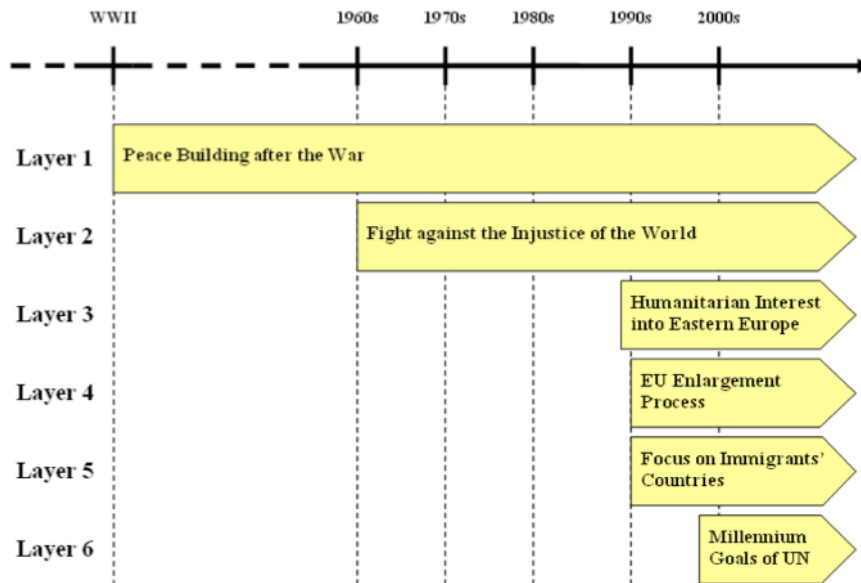 WWII 1960s 1970s 1980s 1990s 2000s
Layer 1 Peace Building after the War
Layer 2 Fight against the Injustice of the World
Layer 3 Humanitarian Interest
into Eastern Europe
Layer 4 EU Enlargement
Process
Layer 5 Focus on Immigrants’
Countries
Layer 6 Millennium
Goals of UN